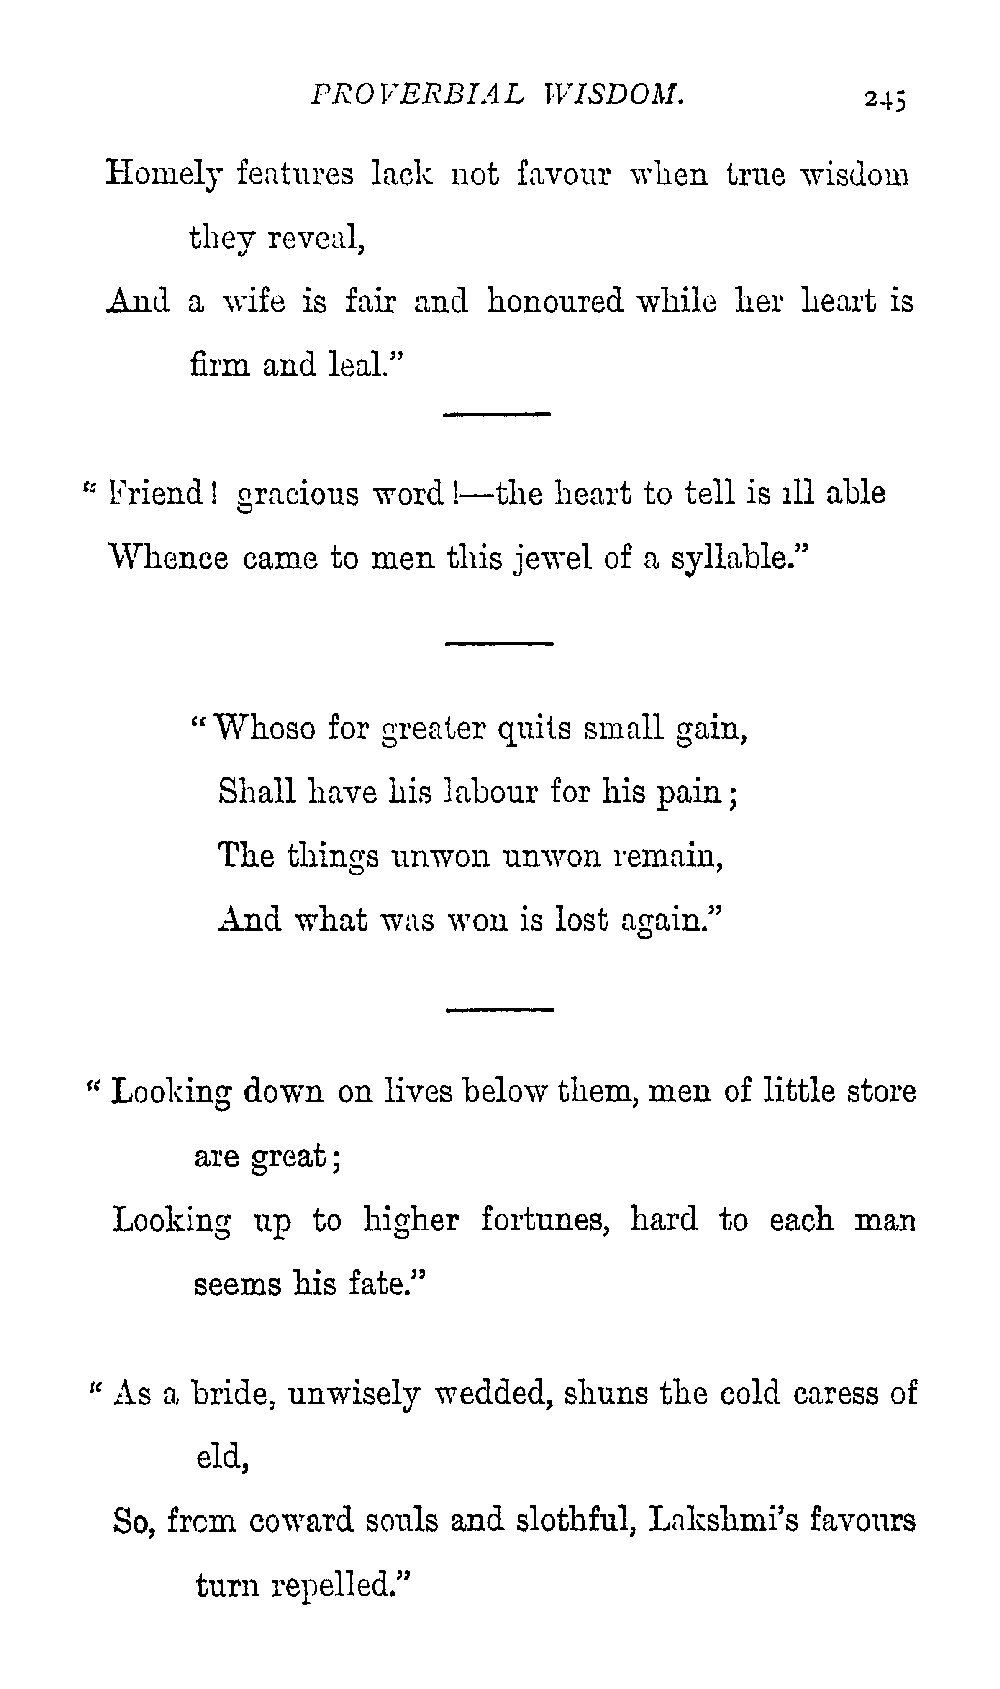 PROVERBIAL WISDOM. 245
Homely features lack not favour when true wisdom
they reveal,
And a wife is fair and honoured while her heart is
firm and leal."
"Friend! gracious word!—the heart to tell is ill able
Whence came to men this jewel of a syllable."
"Whoso for greater quits small gain,
Shall have his labour for his pain;
The things unwon unwon remain,
And what was won is lost again."
"Looking down on lives below them, men of little store
are great;
Looking up to higher fortunes, hard to each man
seems his fate."
"As a bride, unwisely wedded, shuns the cold caress of
eld,
So, from coward souls and slothful, Lakshmi's favours
turn repelled."